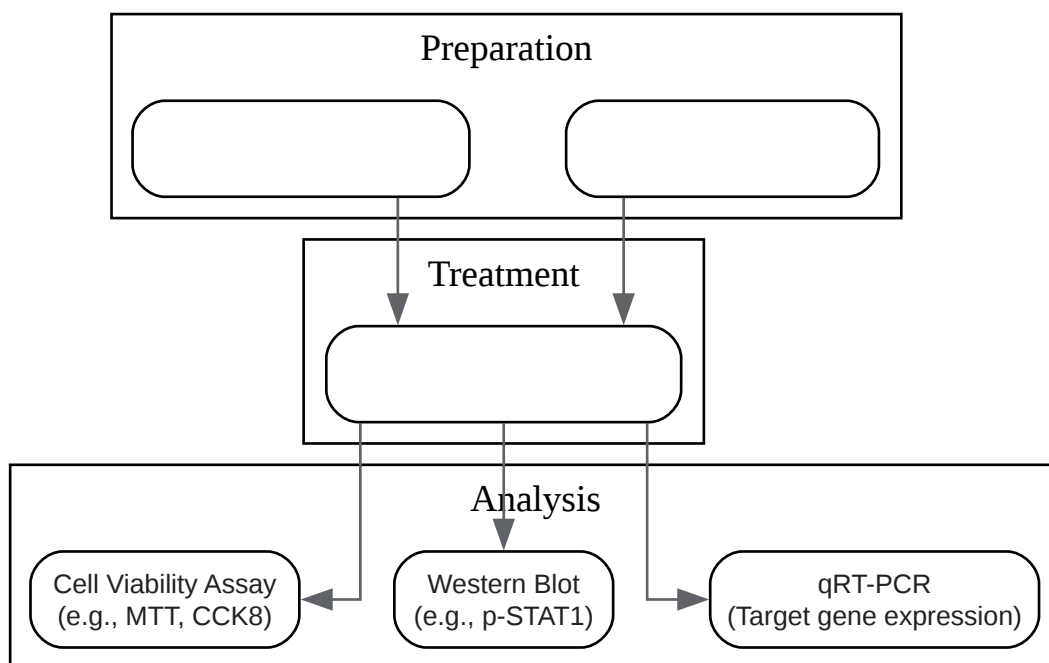 Preparation
Treatment
Analysis
Cell Viability Assay
(e.g., MTT, CCK8)
Western Blot
(e.g., p-STAT1)
qRT-PCR
(Target gene expression)